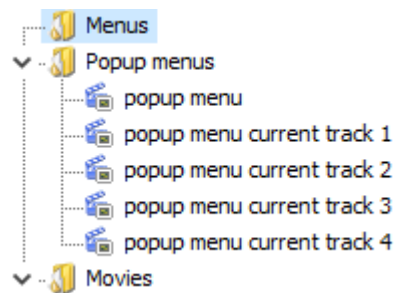 Menus
Popup menus
popup menu
popup menu current track 1
popup menu current track 2
popup menu current track 3
popup menu current track 4
Movies